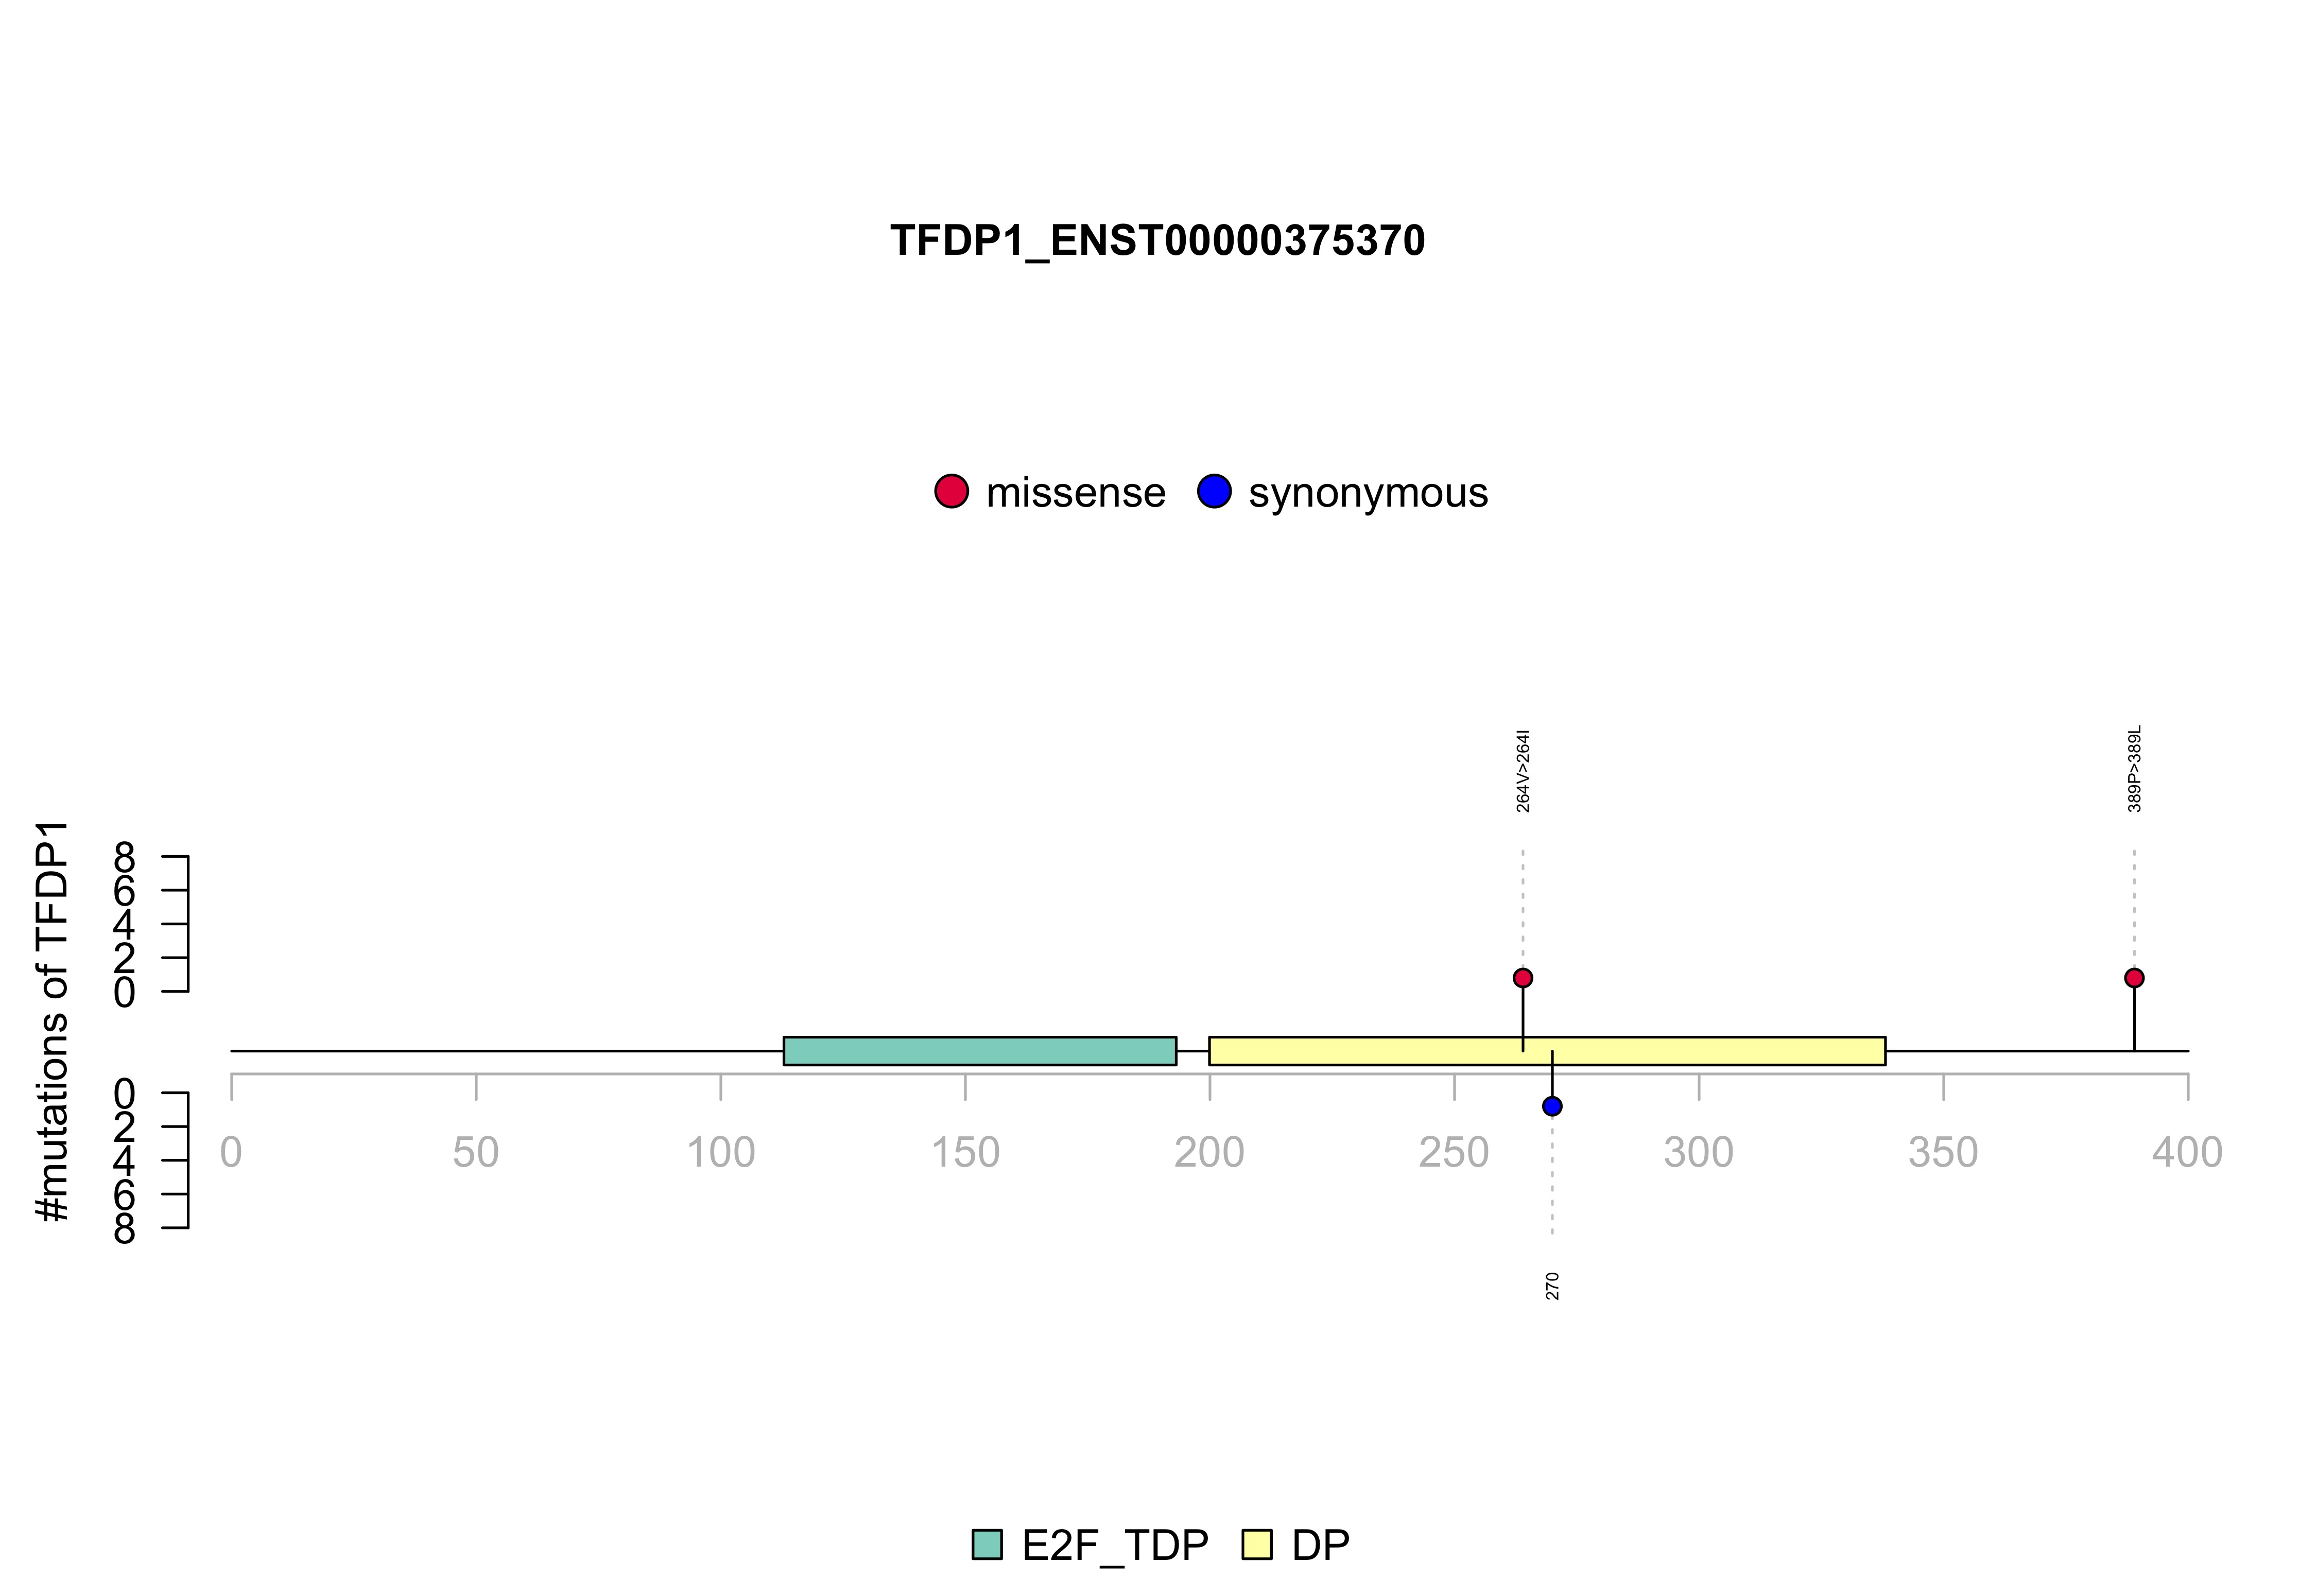 TFDP1_ENST00000375370
missense synonymous
264V>264I
389P>389L
#mutations of TFDP1
8
6
4
2
0
0
2
4
6
8
0 50 100 150 200 250 300 350 400
270
E2F_TDP DP